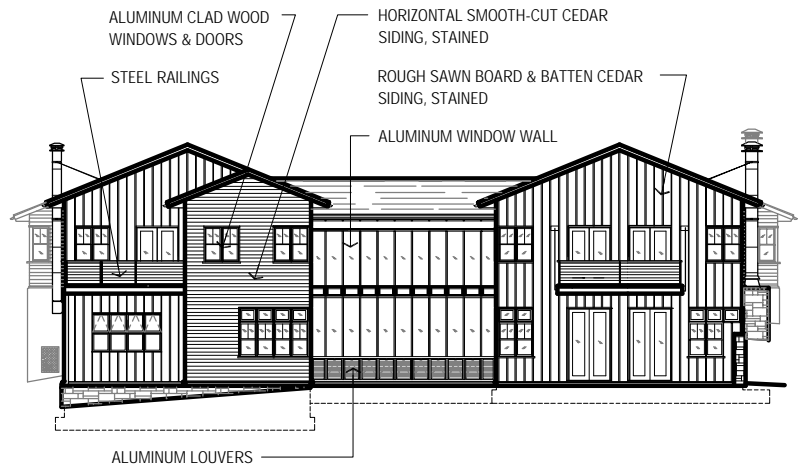 ALUMINUM CLAD WOOD
WINDOWS & DOORS
STEEL RAILINGS
HORIZONTAL SMOOTH-CUT CEDAR
SIDING, STAINED
ROUGH SAWN BOARD & BATTEN CEDAR
SIDING, STAINED
ALUMINUM WINDOW WALL
ALUMINUM LOUVERS